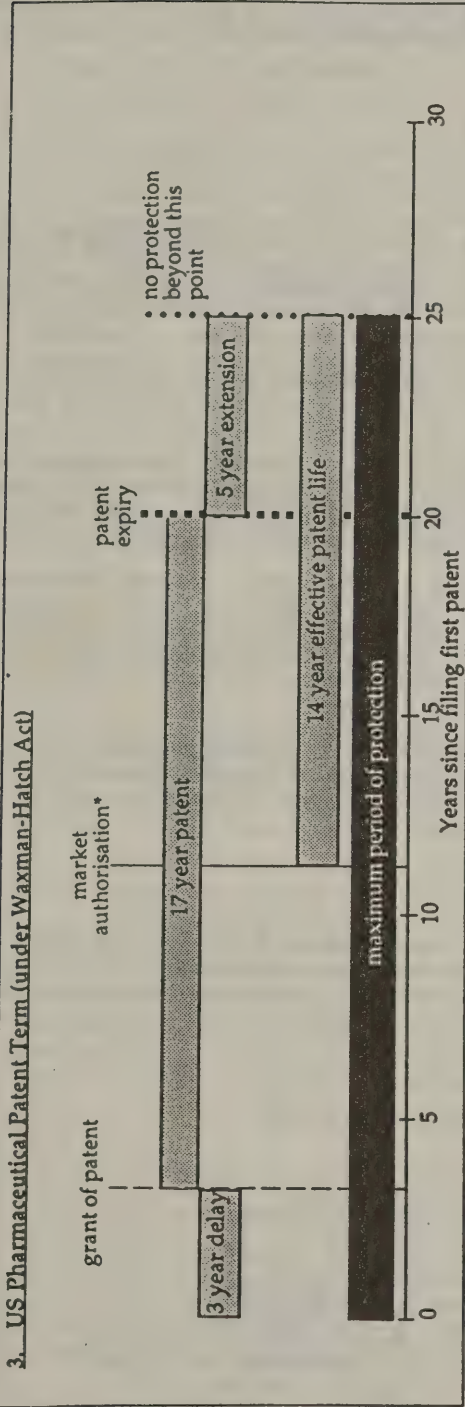 3. US Pharmaceutical Patent Term (under Waxman-Hatch Act)
grant of patent
market
authorisation*
patent
expiry
no protection
beyond this
point
17 year patent
3 year delay
5 year extension
14 year effective patent life
maximum period of protection
0
5
10
15
20
25
30
Years since filing first patent